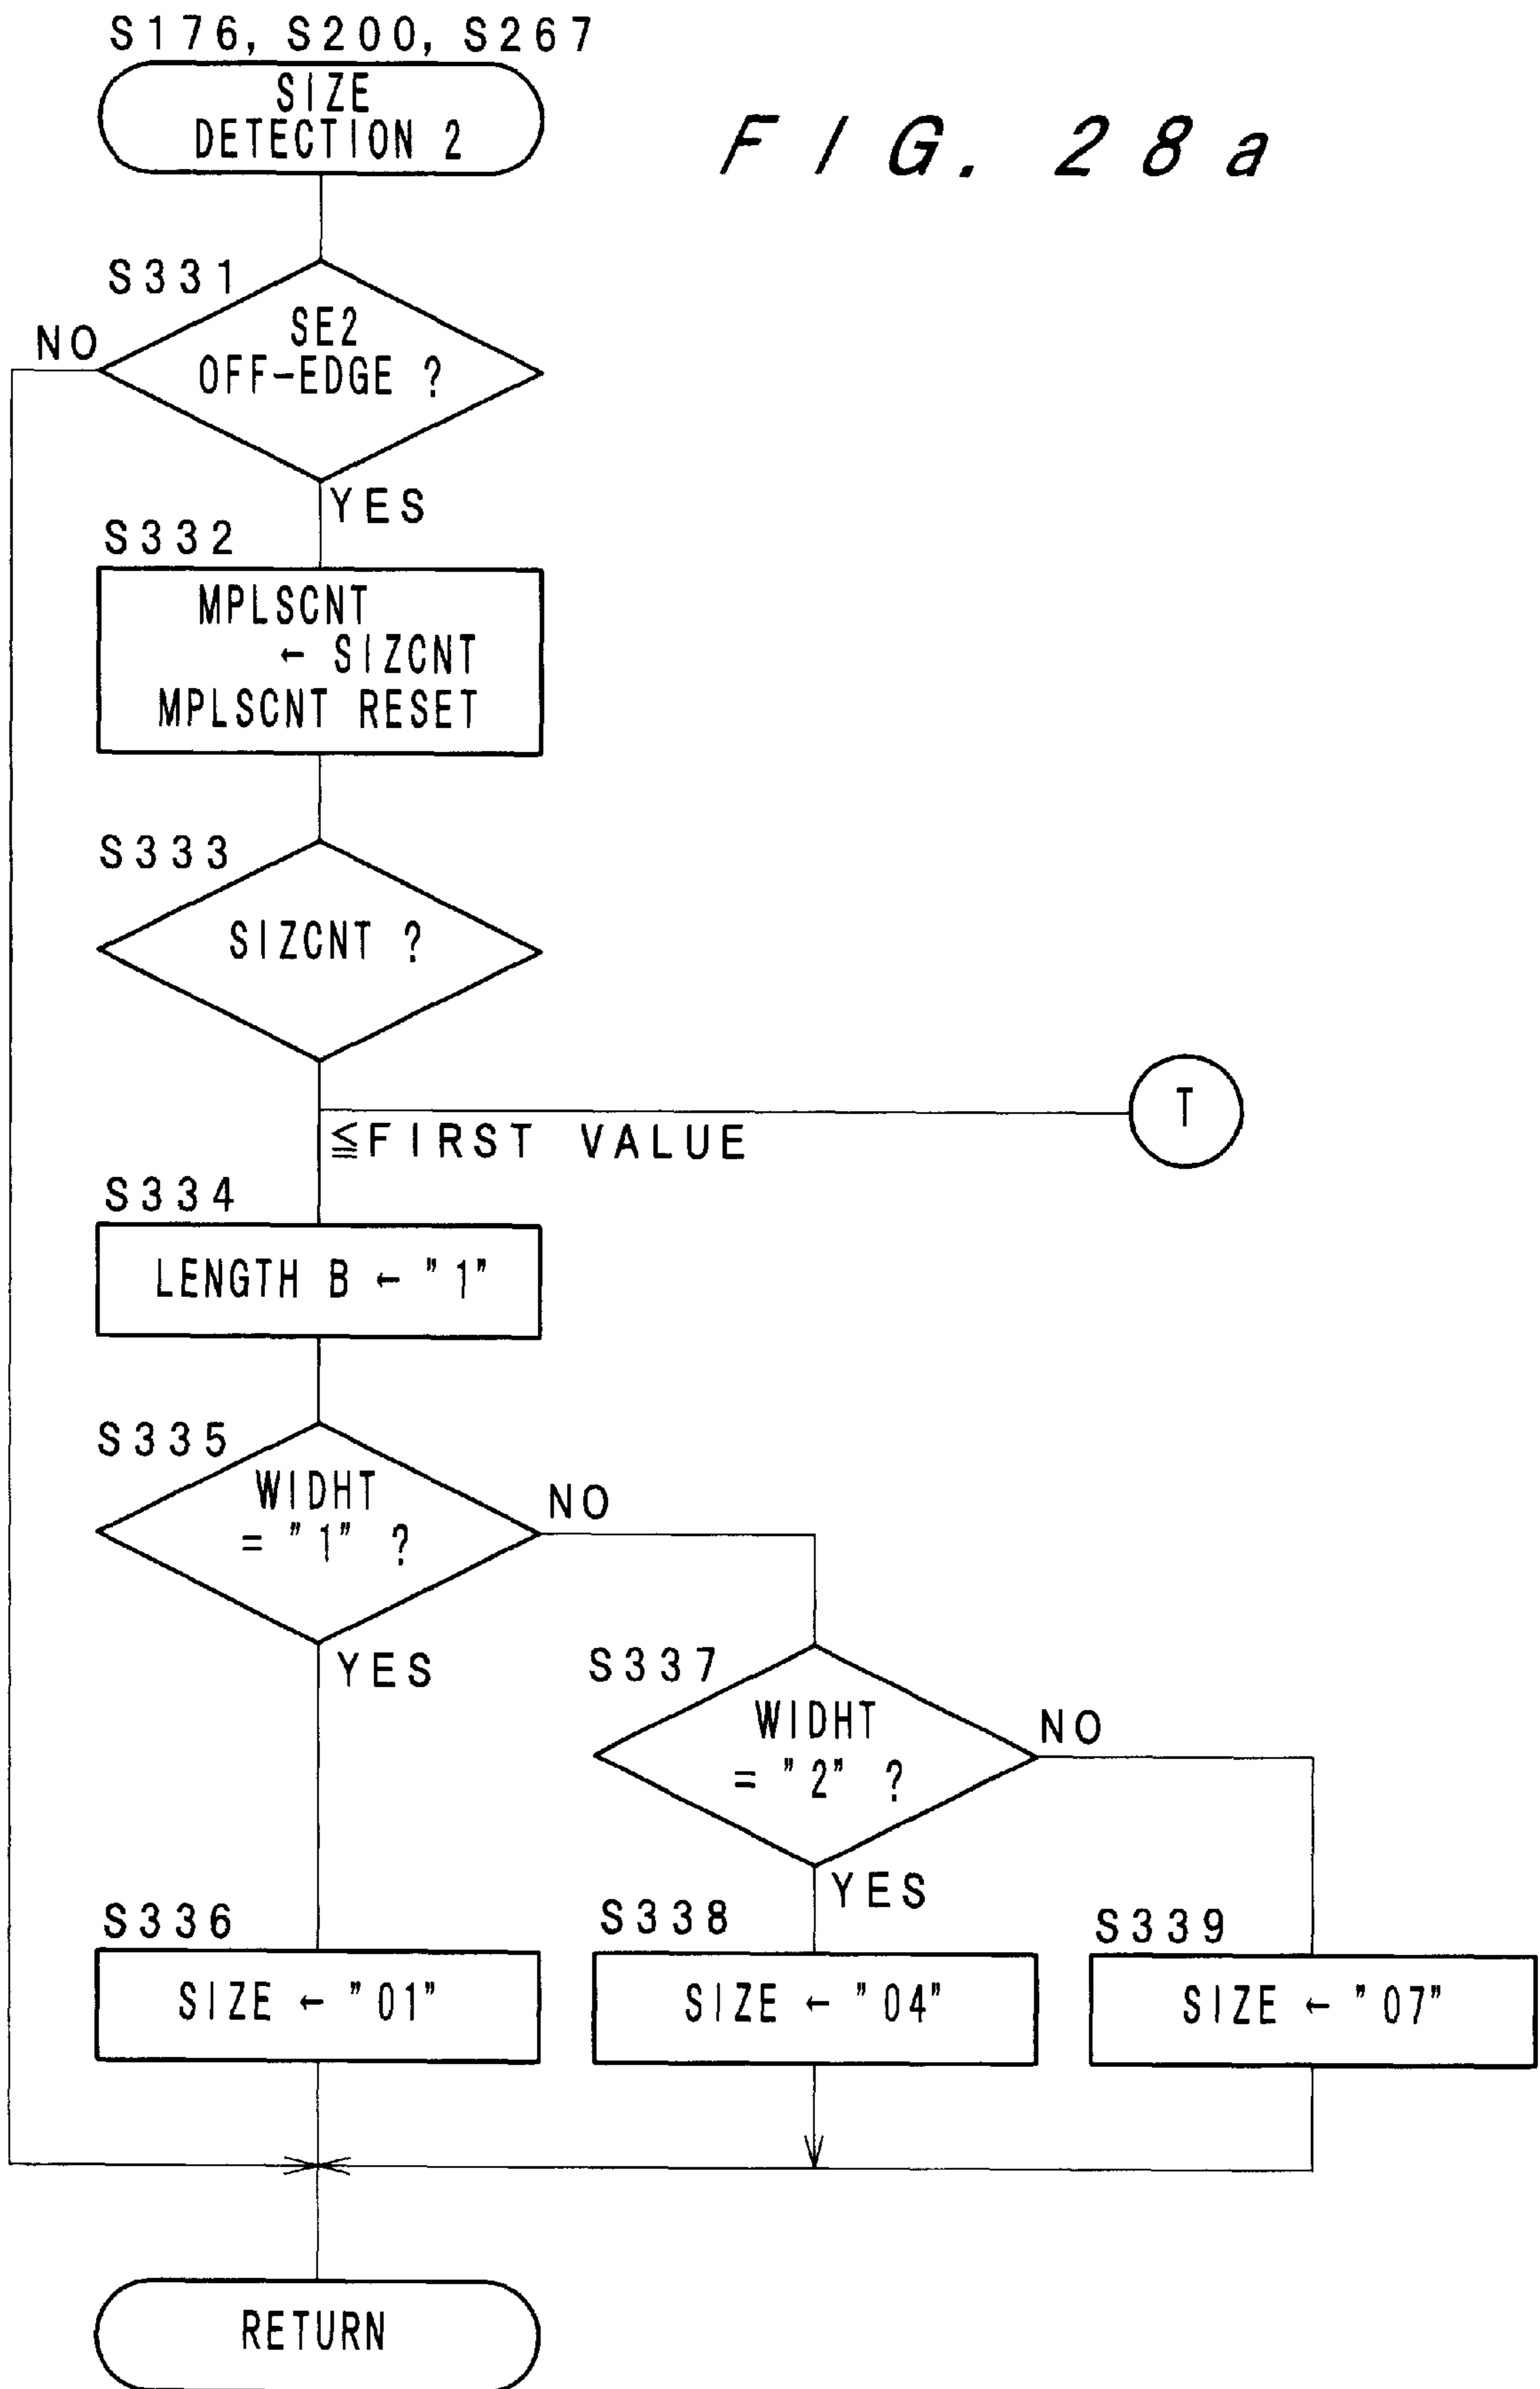 S176, S200, S267
SIZE
DETECTION 2
FIG. 28a
S331
SE2
OFF-EDGE ?
NO
YES
S332
MPLSCNT
← SIZCNT
MPLSCNT RESET
S333
SIZCNT ?
T
≦FIRST VALUE
S334
LENGTH B ← "1"
S335
WIDHT
= "1" ?
NO
YES
S337
WIDHT
= "2" ?
NO
YES
S336
SIZE ← "01"
S338
SIZE ← "04"
S339
SIZE ← "07"
RETURN